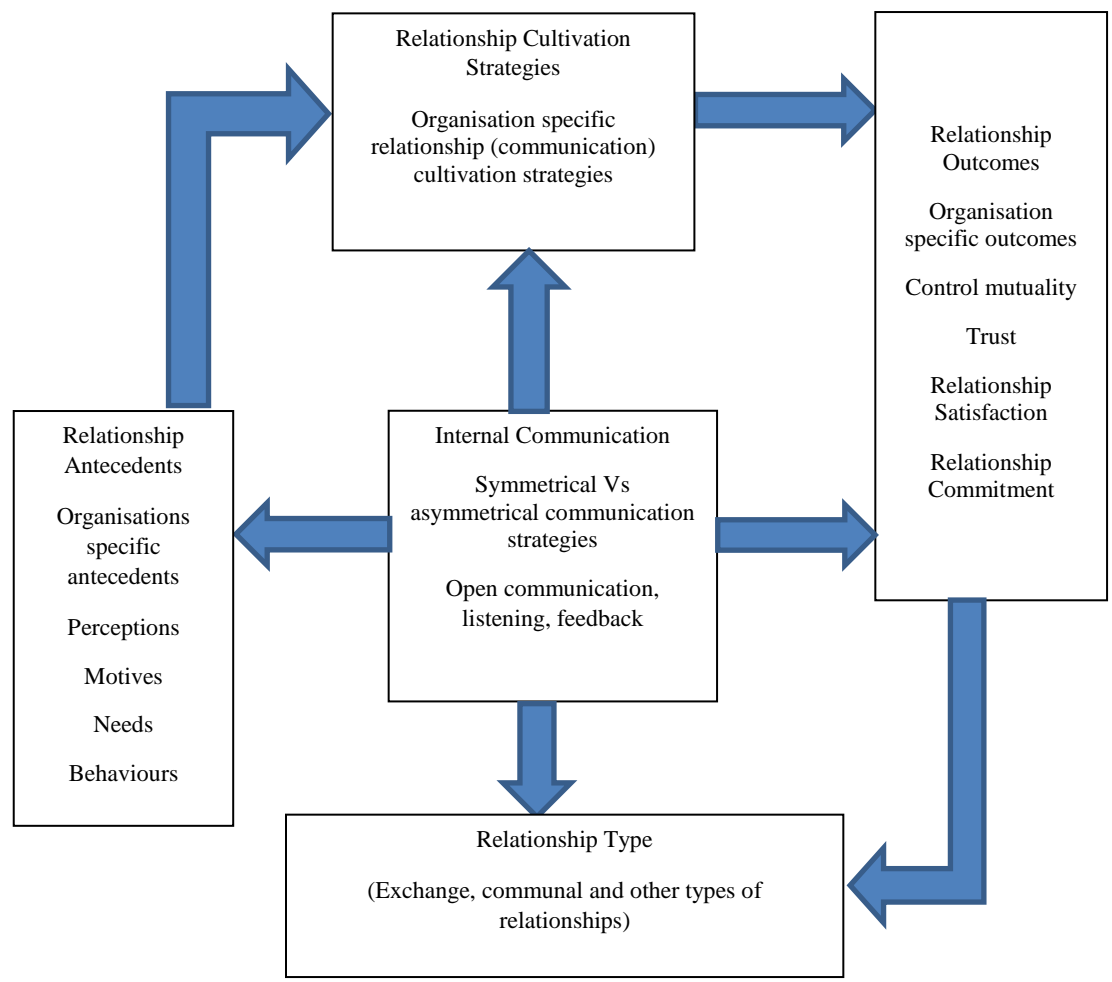 Relationship Cultivation
Strategies
Organisation specific
relationship (communication)
cultivation strategies
Relationship
Outcomes
Organisation
specific outcomes
Control mutuality
Trust
Relationship
Satisfaction
Relationship
Commitment
Relationship
Antecedents
Organisations
specific
antecedents
Perceptions
Motives
Needs
Behaviours
Internal Communication
Symmetrical Vs
asymmetrical communication
strategies
Open communication,
listening, feedback
Relationship Type
(Exchange, communal and other types of
relationships)